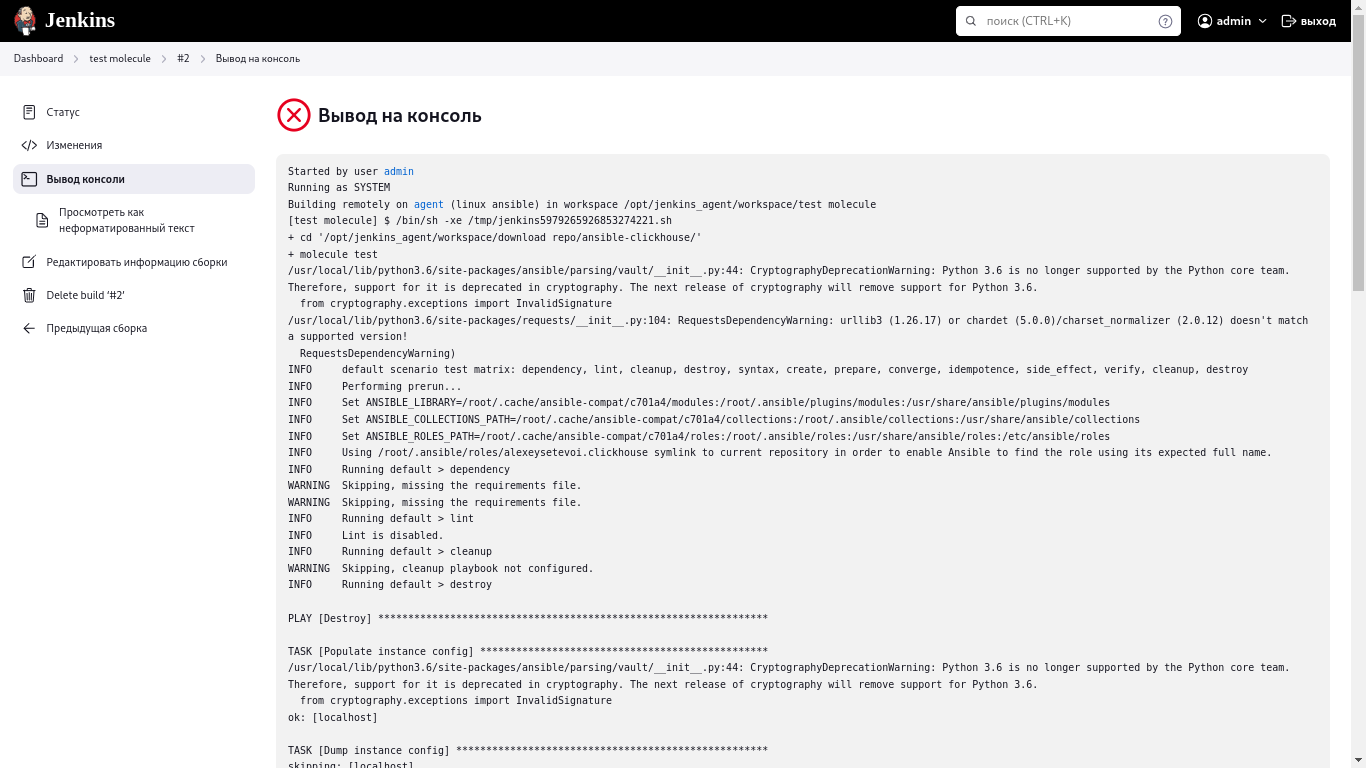 Jenkins
поиск (CTRL+K)
admin
выход
Dashboard
test molecule
#2
Вывод на консоль
Статус
Изменения
Вывод консоли
Просмотреть как
неформатированный текст
Редактировать информацию сборки
Delete build ‘#2’
Предыдущая сборка
Вывод на консоль
Started by user admin
Running as SYSTEM
Building remotely on agent (linux ansible) in workspace /opt/jenkins_agent/workspace/test molecule
[test molecule] $ /bin/sh -xe /tmp/jenkins5979265926853274221.sh
+ cd '/opt/jenkins_agent/workspace/download repo/ansible-clickhouse/'
+ molecule test
/usr/local/lib/python3.6/site-packages/ansible/parsing/vault/__init__.py:44: CryptographyDeprecationWarning: Python 3.6 is no longer supported by the Python core team.
Therefore, support for it is deprecated in cryptography. The next release of cryptography will remove support for Python 3.6.
  from cryptography.exceptions import InvalidSignature
/usr/local/lib/python3.6/site-packages/requests/__init__.py:104: RequestsDependencyWarning: urllib3 (1.26.17) or chardet (5.0.0)/charset_normalizer (2.0.12) doesn't match
a supported version!
  RequestsDependencyWarning)
INFO     default scenario test matrix: dependency, lint, cleanup, destroy, syntax, create, prepare, converge, idempotence, side_effect, verify, cleanup, destroy
INFO     Performing prerun...
INFO     Set ANSIBLE_LIBRARY=/root/.cache/ansible-compat/c701a4/modules:/root/.ansible/plugins/modules:/usr/share/ansible/plugins/modules
INFO     Set ANSIBLE_COLLECTIONS_PATH=/root/.cache/ansible-compat/c701a4/collections:/root/.ansible/collections:/usr/share/ansible/collections
INFO     Set ANSIBLE_ROLES_PATH=/root/.cache/ansible-compat/c701a4/roles:/root/.ansible/roles:/usr/share/ansible/roles:/etc/ansible/roles
INFO     Using /root/.ansible/roles/alexeysetevoi.clickhouse symlink to current repository in order to enable Ansible to find the role using its expected full name.
INFO     Running default > dependency
WARNING  Skipping, missing the requirements file.
WARNING  Skipping, missing the requirements file.
INFO     Running default > lint
INFO     Lint is disabled.
INFO     Running default > cleanup
WARNING  Skipping, cleanup playbook not configured.
INFO     Running default > destroy
PLAY [Destroy] *****************************************************************
TASK [Populate instance config] ************************************************
/usr/local/lib/python3.6/site-packages/ansible/parsing/vault/__init__.py:44: CryptographyDeprecationWarning: Python 3.6 is no longer supported by the Python core team.
Therefore, support for it is deprecated in cryptography. The next release of cryptography will remove support for Python 3.6.
  from cryptography.exceptions import InvalidSignature
ok: [localhost]
TASK [Dump instance config] ****************************************************
skipping: [localhost]